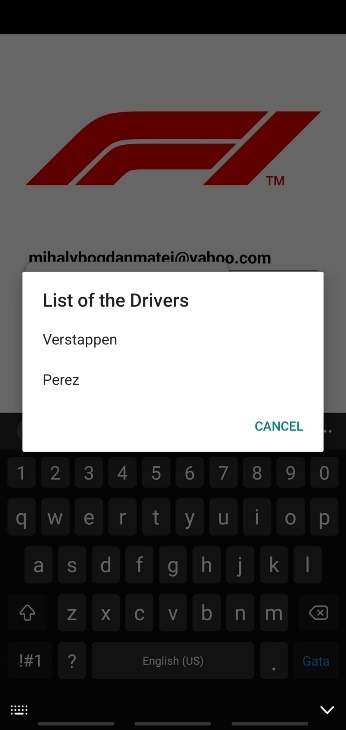 F1
TM
mihalybogdanmatei@yahoo.com
List of the Drivers
Verstappen
Perez
CANCEL
1 2 3 4 5 6 7 8 9 0
q w e r t y u i o p
a s d f g h j k l
z x c v b n m
!#1 ? English (US) . Gata